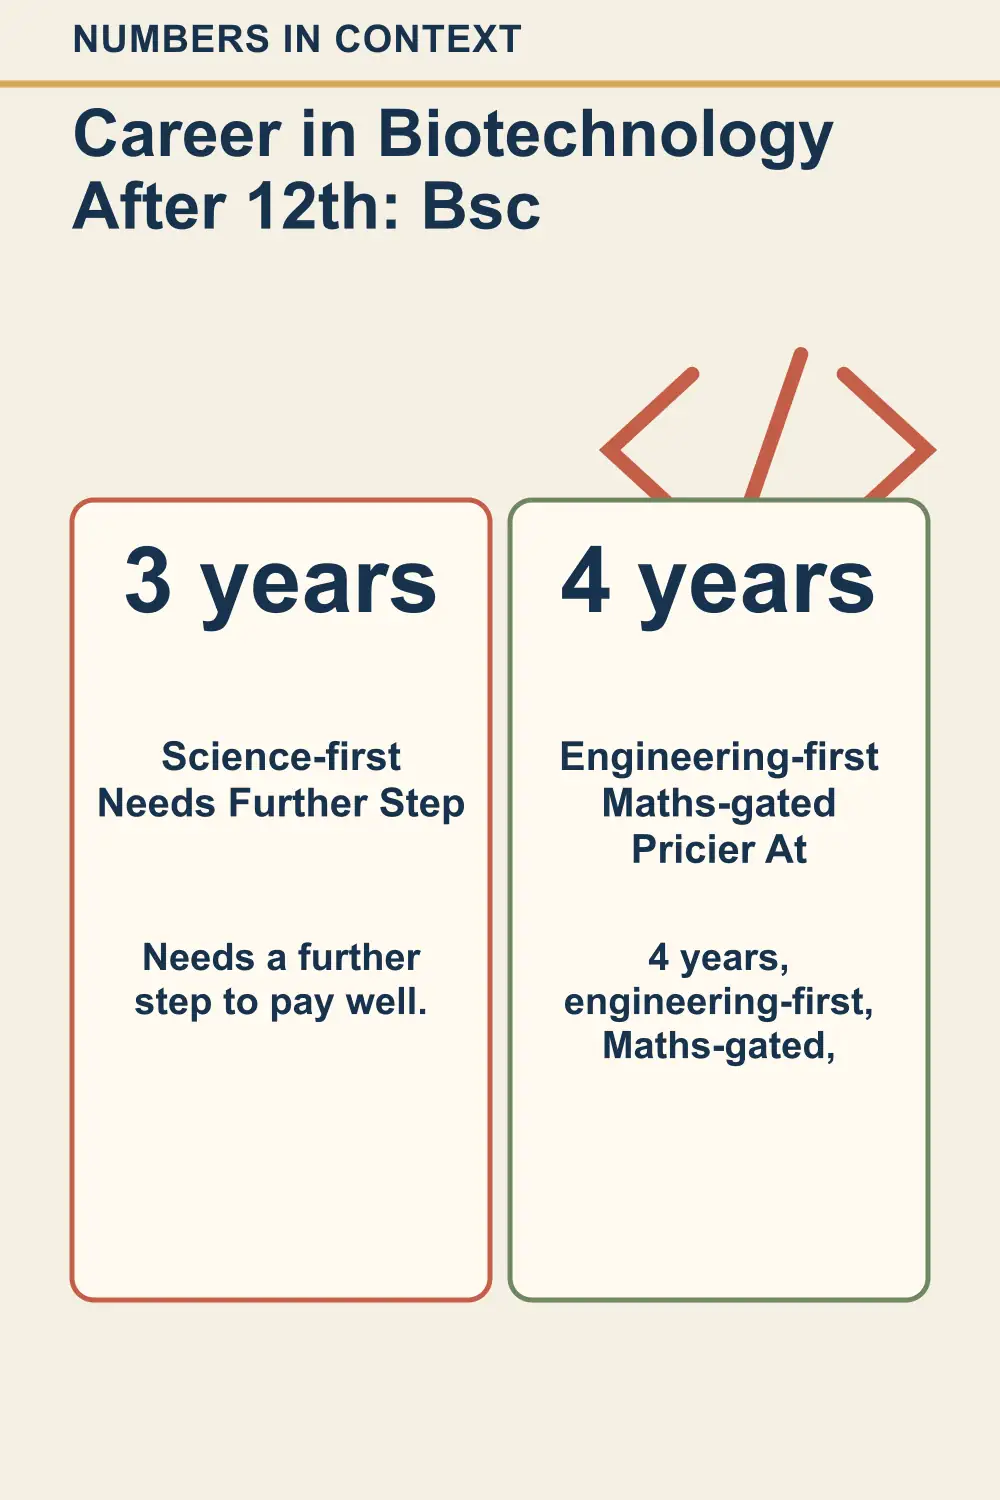 NUMBERS IN CONTEXT
Career in Biotechnology
After 12th: Bsc
3 years
Science-first
Needs Further Step
Needs a further
step to pay well.
4 years
Engineering-first
Maths-gated
Pricier At
4 years,
engineering-first,
Maths-gated,